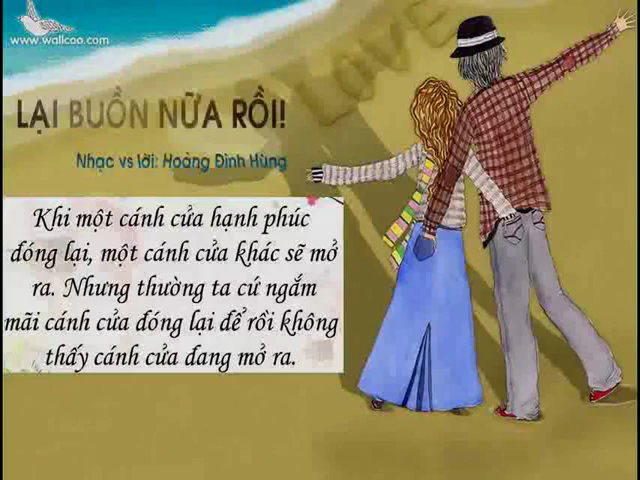 www.wallcoo.com
LOVE
LẠI BUỒN NỮA RỒI!
Nhạc vs lời: Hoàng Đình Hùng
Khi một cánh cửa hạnh phúc
đóng lại, một cánh cửa khác sẽ mở
ra. Nhưng thường ta cứ ngắm
mãi cánh cửa đóng lại để rồi không
thấy cánh cửa đang mở ra.